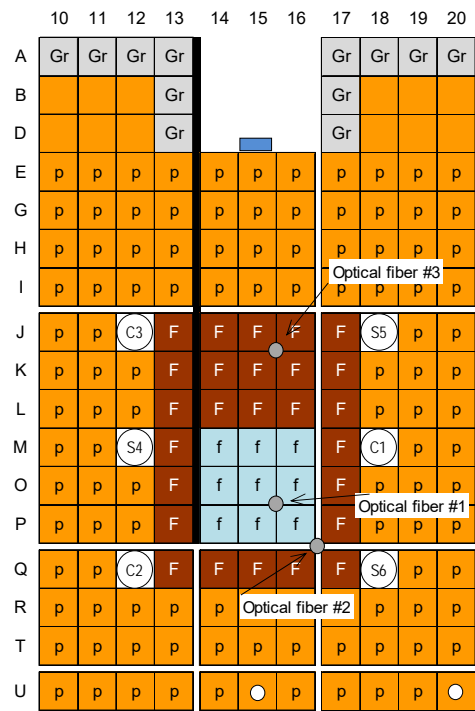 10 11 12 13 14 15 16 17 18 19 20
A Gr Gr Gr Gr Gr Gr Gr Gr
B Gr Gr
D Gr Gr
E p p p p p p p p p p p
G p p p p p p p p p p p
H p p p p p p p p p p p
I p p p p p p p p p p p
Optical fiber #3
J p p C3 F F F F F S5 p p
K p p p F F F F F p p p
L p p p F F F F F p p p
M p p S4 F f f f F C1 p p
O p p p F f f f F p p p
Optical fiber #1
P p p p F f f f F p p p
Q p p C2 F F F F F S6 p p
Optical fiber #2
R p p p p p p p p p
T p p p p p p p p p p p
U p p p p p p p p p